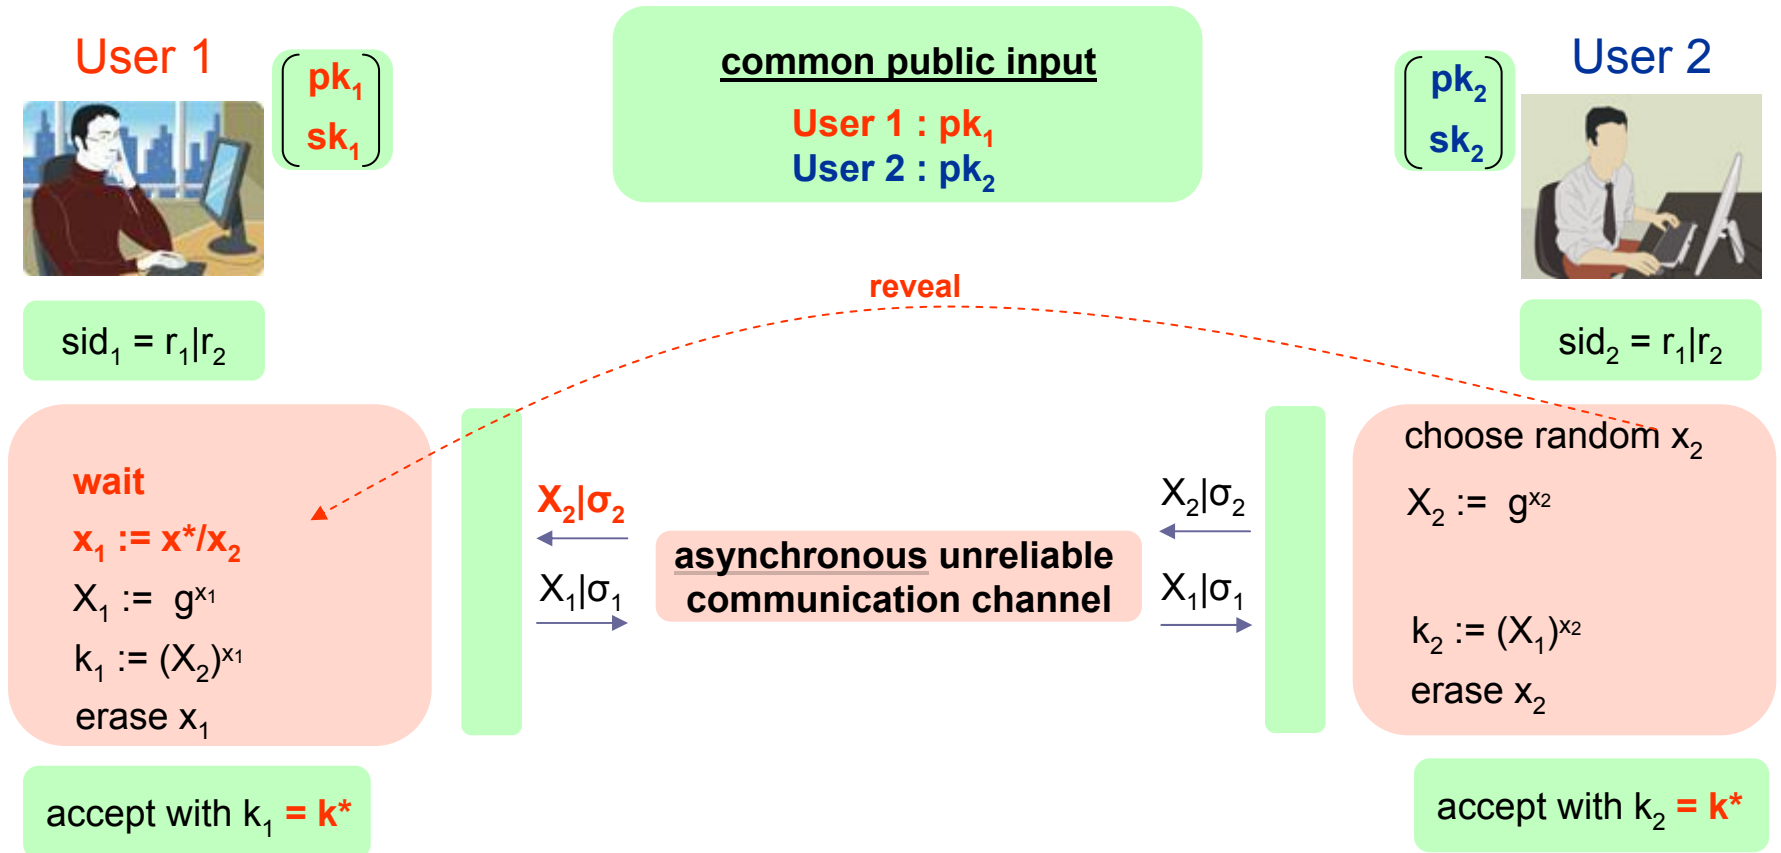 User 1
pk₁
sk₁
common public input
User 1 : pk₁
User 2 : pk₂
User 2
pk₂
sk₂
reveal
sid₁ = r₁|r₂
sid₂ = r₁|r₂
wait
x₁ := x*/x₂
X₁ := g^x₁
k₁ := (X₂)^x₁
erase x₁
X₂|σ₂
X₁|σ₁
asynchronous unreliable
communication channel
X₂|σ₂
X₁|σ₁
choose random x₂
X₂ := g^x₂
k₂ := (X₁)^x₂
erase x₂
accept with k₁ = k*
accept with k₂ = k*